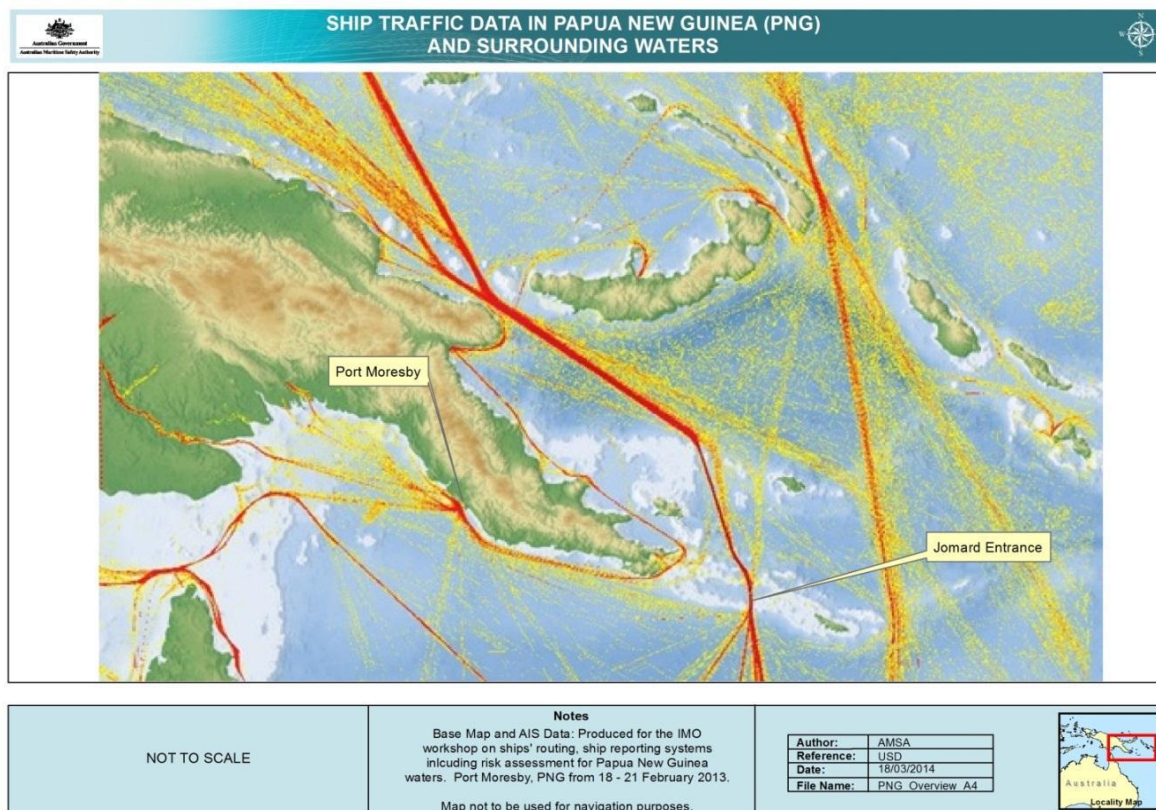 Australian Government
Australian Maritime Safety Authority
SHIP TRAFFIC DATA IN PAPUA NEW GUINEA (PNG)
AND SURROUNDING WATERS
N
W E
S
Port Moresby
Jomard Entrance
NOT TO SCALE
Notes
Base Map and AIS Data: Produced for the IMO
workshop on ships' routing, ship reporting systems
inlcuding risk assessment for Papua New Guinea
waters. Port Moresby, PNG from 18 - 21 February 2013.
Map not to be used for navigation purposes.
Author: AMSA
Reference: USD
Date: 18/03/2014
File Name: PNG_Overview_A4
Australia
Locality Map